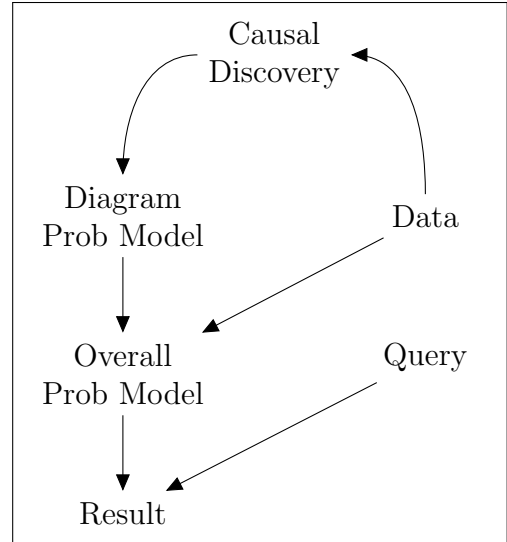 Causal
Discovery
Diagram
Prob Model
Data
Overall
Prob Model
Query
Result